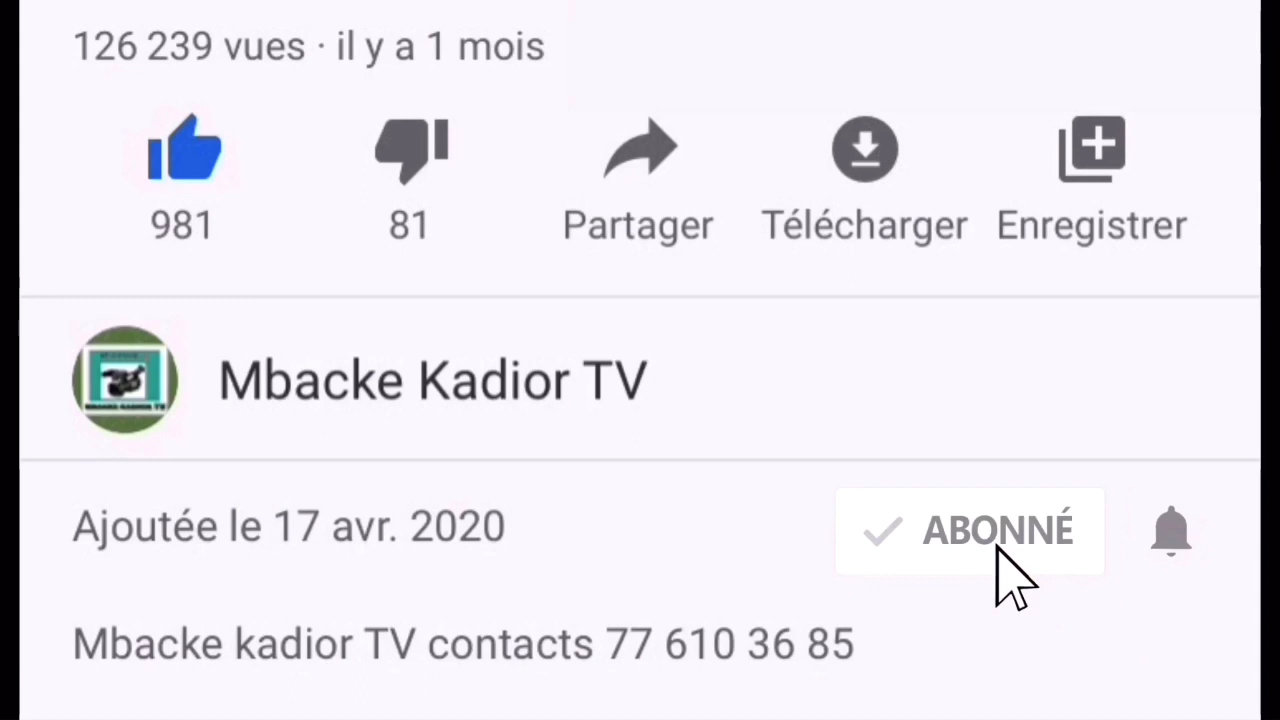 126 239 vues · il y a 1 mois
981
81
Partager
Télécharger
Enregistrer
Mbacke Kadior TV
Ajoutée le 17 avr. 2020
ABONNÉ
Mbacke kadior TV contacts 77 610 36 85